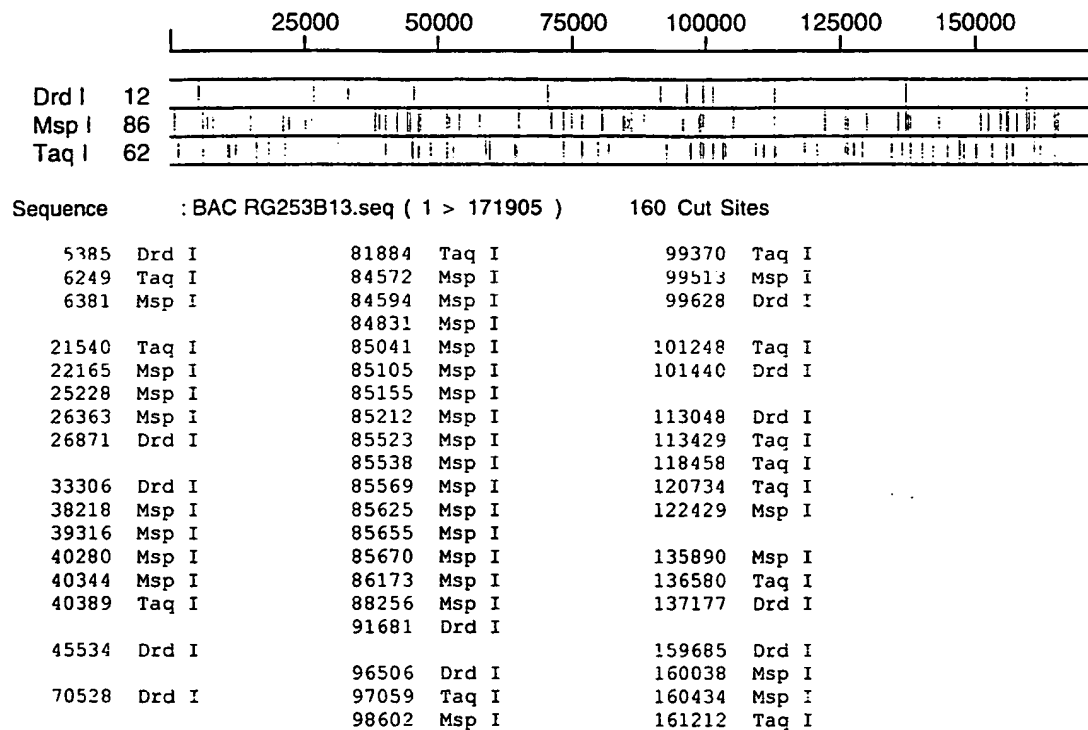 25000 50000 75000 100000 125000 150000
Drd I 12
Msp I 86
Taq I 62
Sequence : BAC RG253B13.seq ( 1 > 171905 ) 160 Cut Sites
5385 Drd I 81884 Taq I 99370 Taq I
6249 Taq I 84572 Msp I 99513 Msp I
6381 Msp I 84594 Msp I 99628 Drd I
84831 Msp I
21540 Taq I 85041 Msp I 101248 Taq I
22165 Msp I 85105 Msp I 101440 Drd I
25228 Msp I 85155 Msp I
26363 Msp I 85212 Msp I 113048 Drd I
26871 Drd I 85523 Msp I 113429 Taq I
85538 Msp I 118458 Taq I
33306 Drd I 85569 Msp I 120734 Taq I
38218 Msp I 85625 Msp I 122429 Msp I
39316 Msp I 85655 Msp I
40280 Msp I 85670 Msp I 135890 Msp I
40344 Msp I 86173 Msp I 136580 Taq I
40389 Taq I 88256 Msp I 137177 Drd I
91681 Drd I
45534 Drd I 159685 Drd I
96506 Drd I 160038 Msp I
70528 Drd I 97059 Taq I 160434 Msp I
98602 Msp I 161212 Taq I